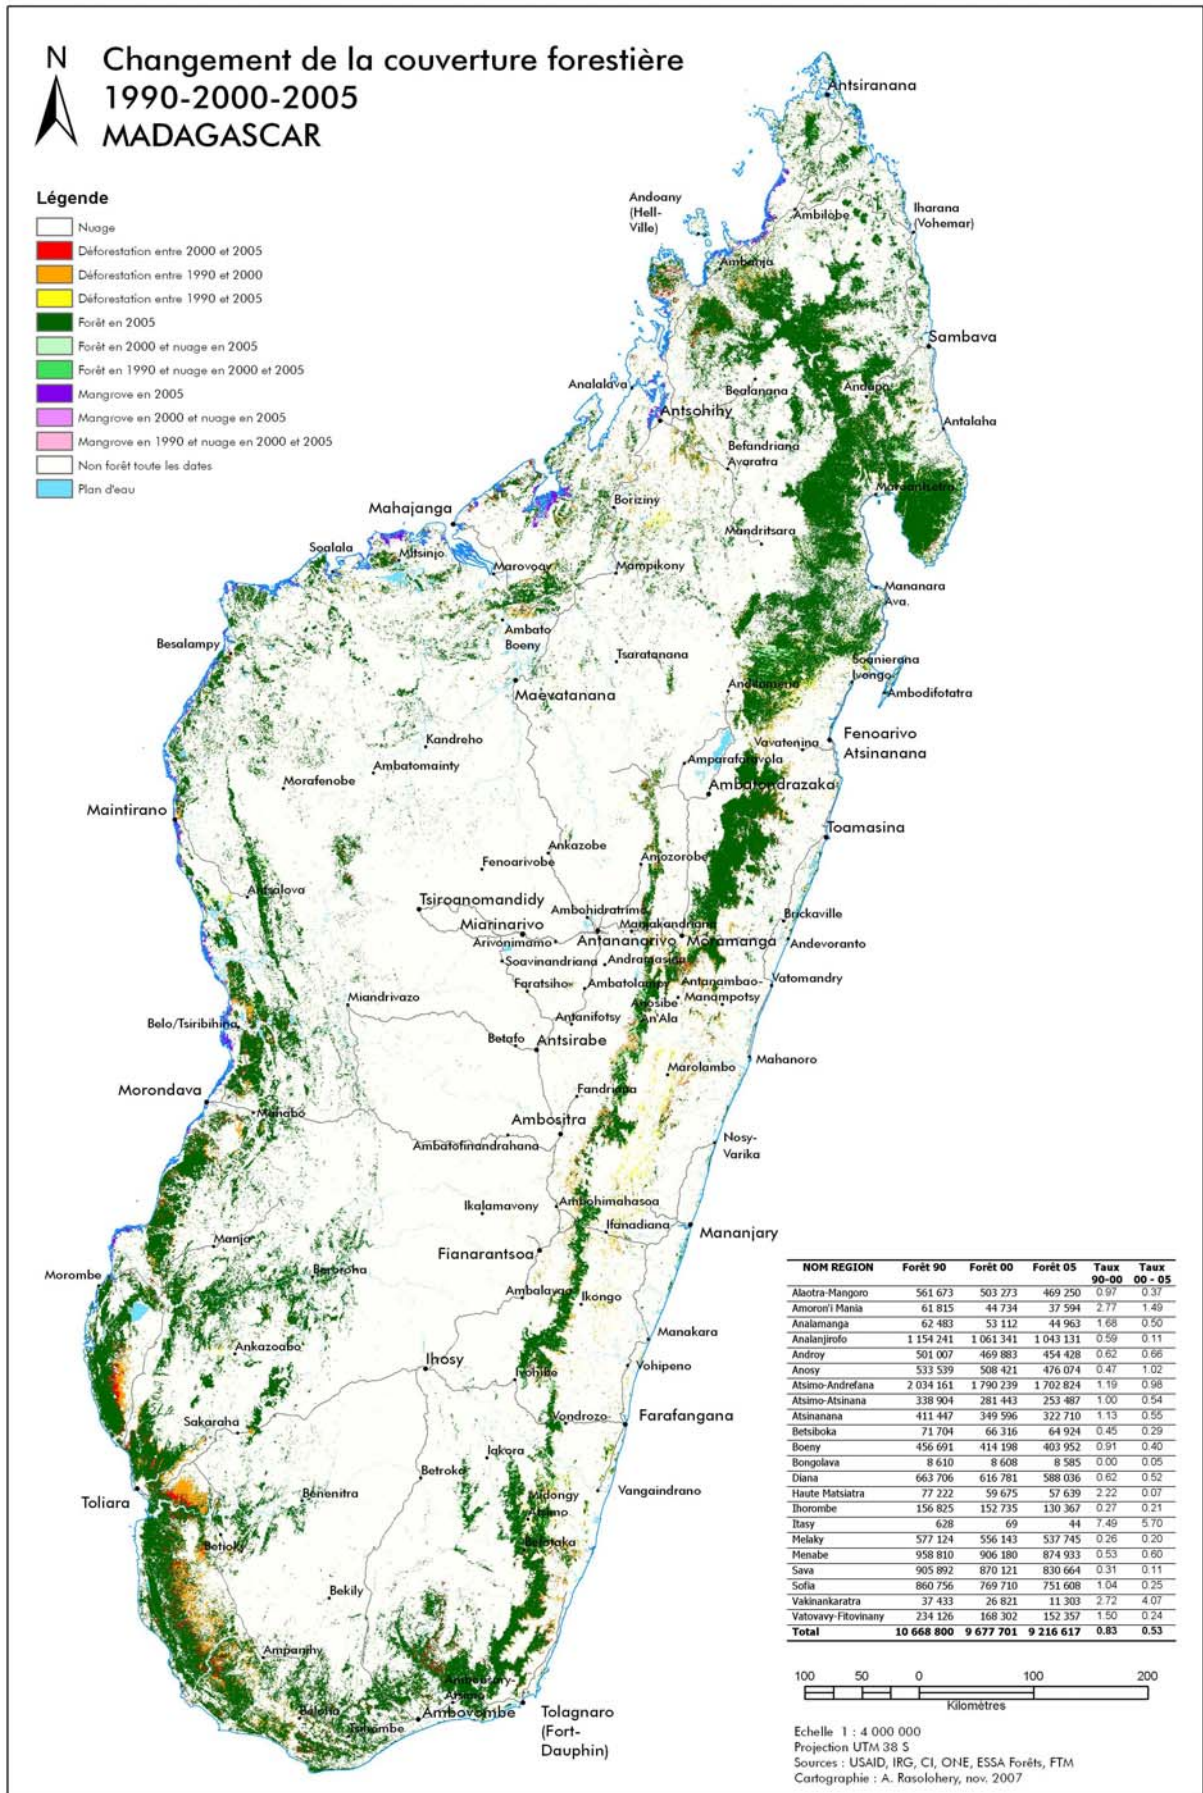 N
Changement de la couverture forestière
1990-2000-2005
MADAGASCAR
Légende
Nuage
Déforestation entre 2000 et 2005
Déforestation entre 1990 et 2000
Déforestation entre 1990 et 2005
Forêt en 2005
Forêt en 2000 et nuage en 2005
Forêt en 1990 et nuage en 2000 et 2005
Mangrove en 2005
Mangrove en 2000 et nuage en 2005
Mangrove en 1990 et nuage en 2000 et 2005
Non forêt toute les dates
Plan d'eau
Antsiranana
Andoany
(Hell-
Ville)
Ambilobe
Iharana
(Vohemar)
Ambanja
Sambava
Analalava
Bealanana
Andapa
Antsohihy
Antalaha
Befandriana
Avaratra
Maroantsetra
Boriziny
Mahajanga
Mandritsara
Soalala
Mitsinjo
Marovoay
Mampikony
Mananara
Ava.
Ambato
Boeny
Besalampy
Tsaratanana
Soanierana
Ivongo
Maevatanana
Andilamena
Ambodifotatra
Kandreho
Vavatenina
Fenoarivo
Atsinanana
Ambatomainty
Amparafaravola
Morafenobe
Ambatondrazaka
Maintirano
Toamasina
Ankazobe
Fenoarivobe
Anjozorobe
Antsalova
Tsiroanomandidy
Ambohidratrimo
Brickaville
Miarinarivo
Manjakandriana
Arivonimamo
Antananarivo
Moramanga
Andevoranto
Soavinandriana
Andramasina
Faratsiho
Ambatolampy
Antanambao-
Manampotsy
Vatomandry
Miandrivazo
Anosibe
An'Ala
Belo/Tsiribihina
Antanifotsy
Betafo
Antsirabe
Mahanoro
Marolambo
Morondava
Mahabo
Fandriana
Ambositra
Ambatofinandrahana
Nosy-
Varika
Ikalamavony
Ambohimahasoa
Ifanadiana
Mananjary
Manja
Fianarantsoa
Morombe
Beroroha
Ambalavao
Ikongo
Manakara
Ankazoabo
Ihosy
Ivohibe
Vohipeno
Sakaraha
Vondrozo
Farafangana
Iakora
Betroka
Toliara
Benenitra
Midongy
Atsimo
Vangaindrano
Betioky
Befotaka
Bekily
Ampanihy
Amboasary-
Atsimo
Beloha
Tsihombe
Ambovombe
Tolagnaro
(Fort-
Dauphin)
NOM REGION Forêt 90 Forêt 00 Forêt 05 Taux 90-00 Taux 00 - 05
Alaotra-Mangoro 561 673 503 273 469 250 0.97 0.37
Amoron'i Mania 61 815 44 734 37 594 2.77 1.49
Analamanga 62 483 53 112 44 963 1.68 0.50
Analanjirofo 1 154 241 1 061 341 1 043 131 0.59 0.11
Androy 501 007 469 883 454 428 0.62 0.66
Anosy 533 539 508 421 476 074 0.47 1.02
Atsimo-Andrefana 2 034 161 1 790 239 1 702 824 1.19 0.98
Atsimo-Atsinana 338 904 281 443 253 487 1.00 0.54
Atsinanana 411 447 349 596 322 710 1.13 0.55
Betsiboka 71 704 66 316 64 924 0.45 0.29
Boeny 456 691 414 198 403 952 0.91 0.40
Bongolava 8 610 8 608 8 585 0.00 0.05
Diana 663 706 616 781 588 036 0.62 0.52
Haute Matsiatra 77 222 59 675 57 639 2.22 0.07
Ihorombe 156 825 152 735 130 367 0.27 0.21
Itasy 628 69 44 7.49 5.70
Melaky 577 124 556 143 537 745 0.26 0.20
Menabe 958 810 906 180 874 933 0.53 0.60
Sava 905 892 870 121 830 664 0.31 0.11
Sofia 860 756 769 710 751 608 1.04 0.25
Vakinankaratra 37 433 26 821 11 303 2.72 4.07
Vatovavy-Fitovinany 234 126 168 302 152 357 1.50 0.24
Total 10 668 800 9 677 701 9 216 617 0.83 0.53
100 50 0 100 200
Kilomètres
Echelle 1 : 4 000 000
Projection UTM 38 S
Sources : USAID, IRG, CI, ONE, ESSA Forêts, FTM
Cartographie : A. Rasolohery, nov. 2007